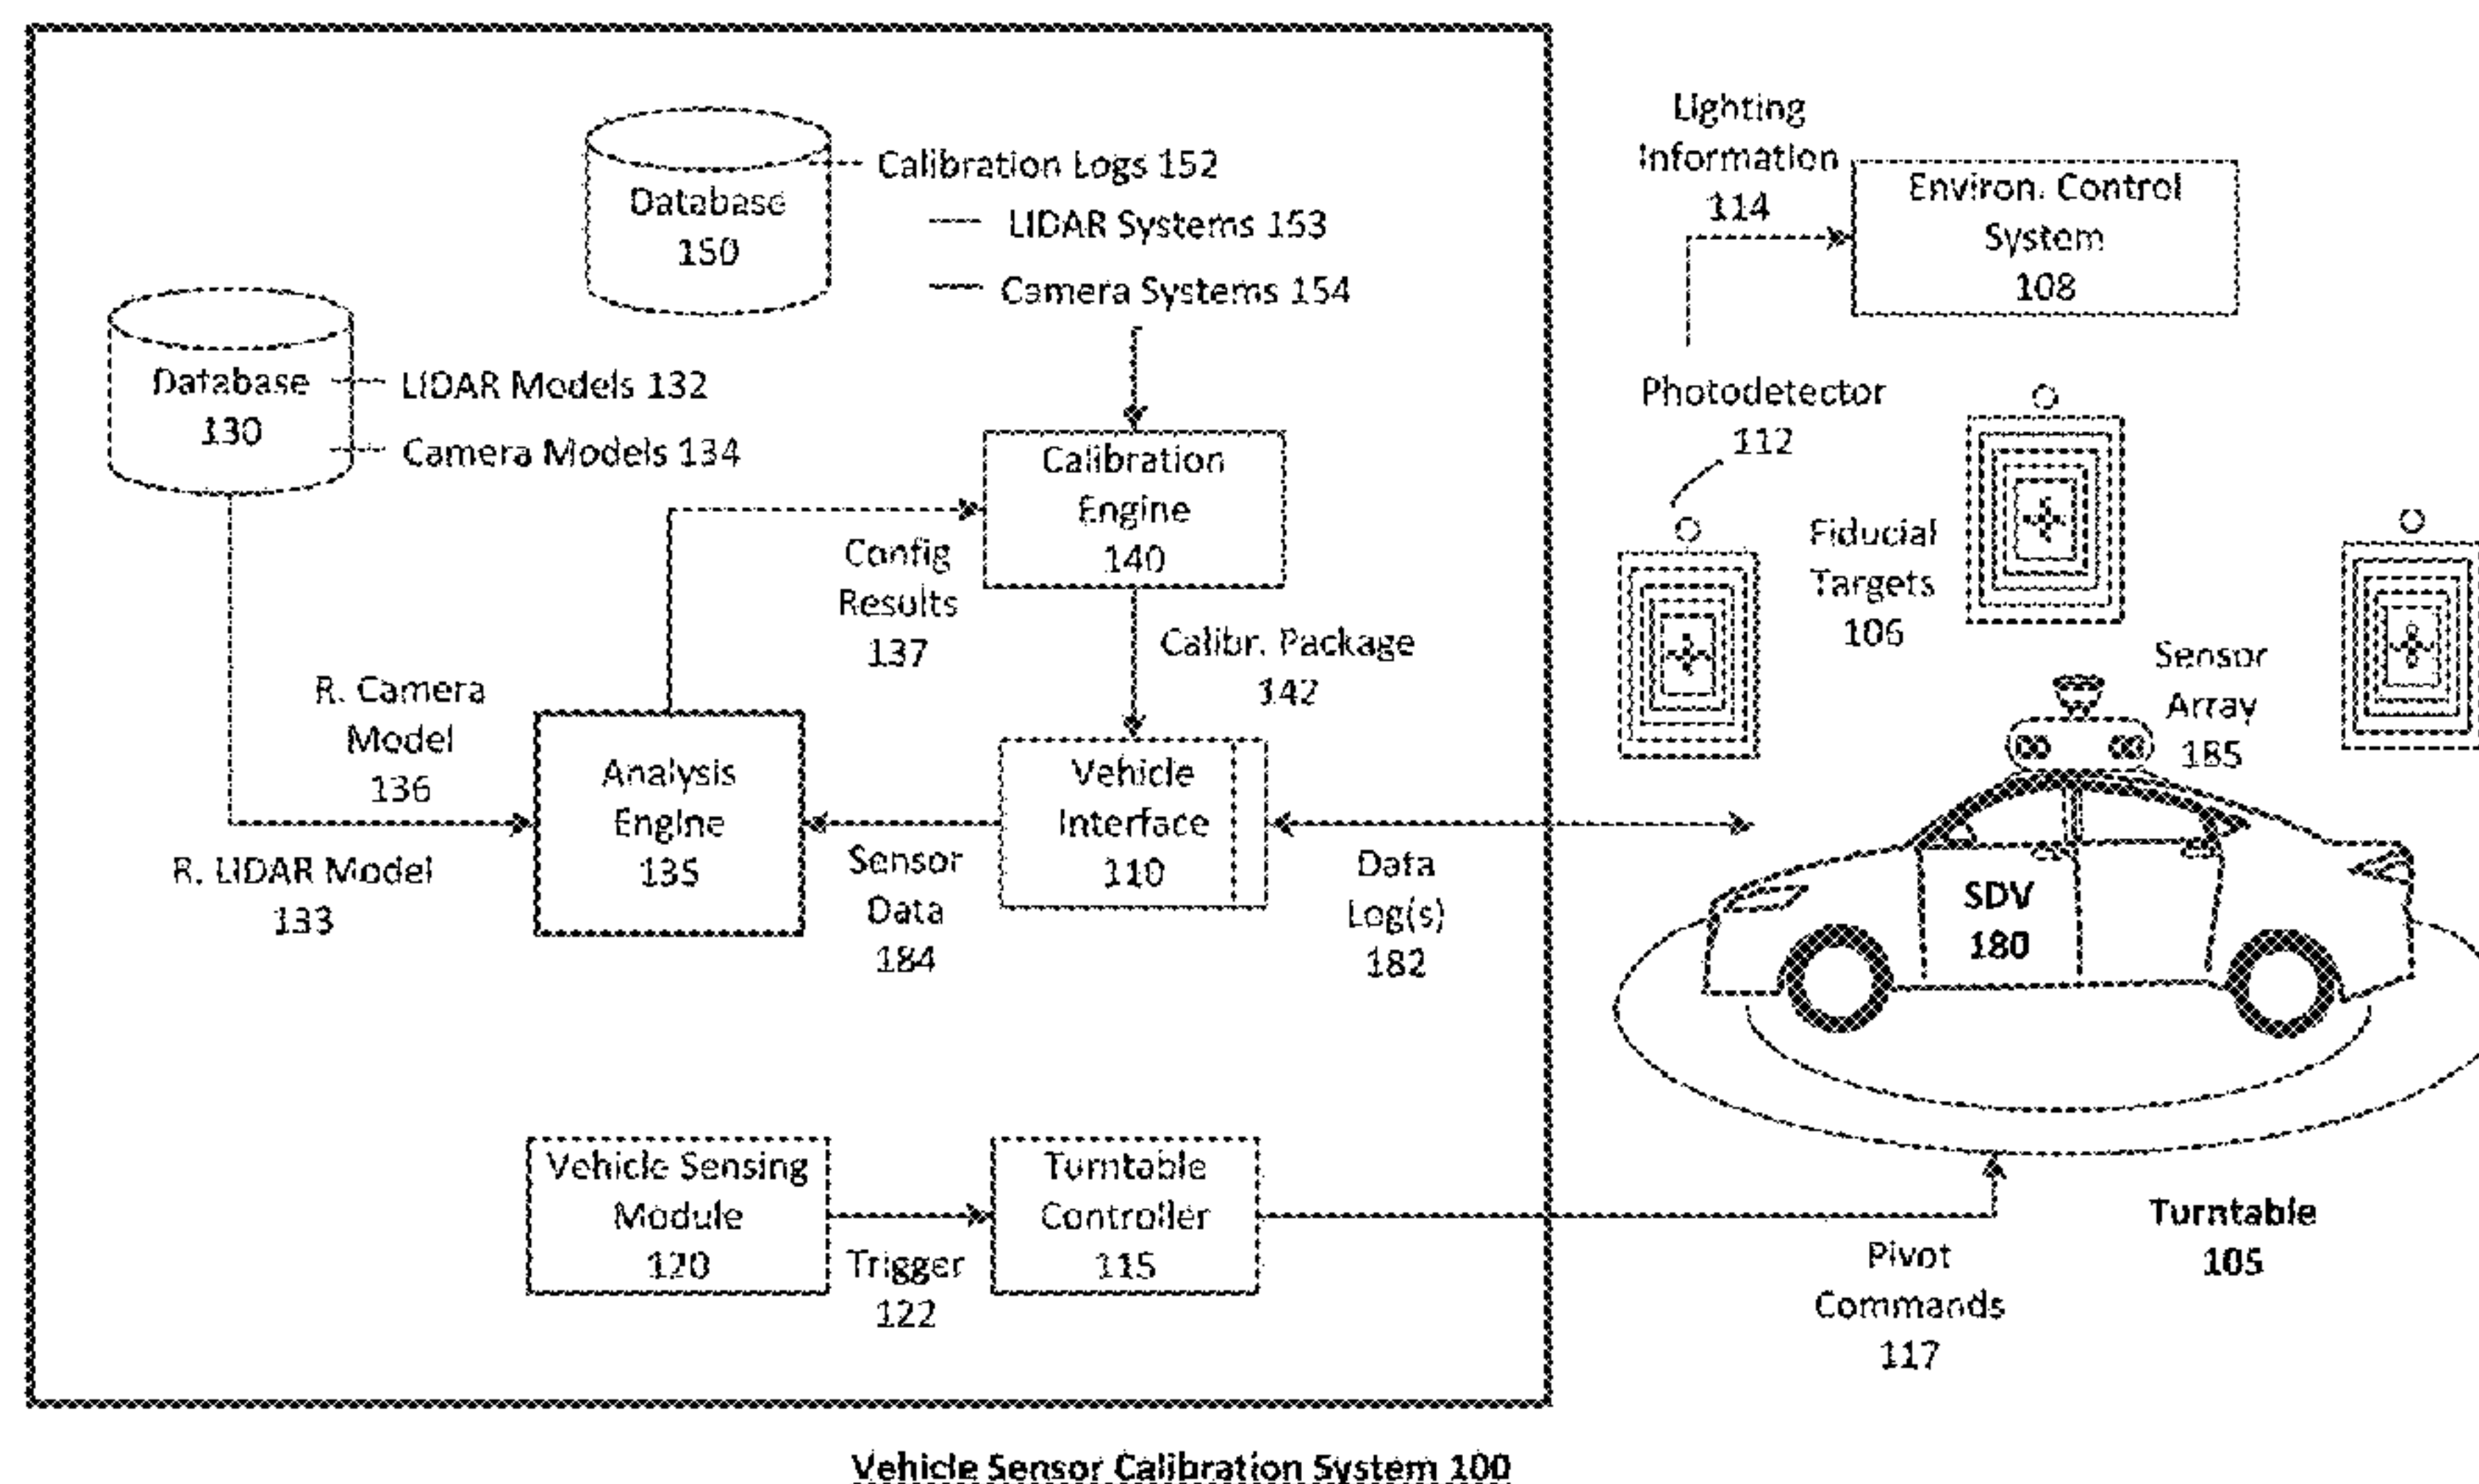 Database
150
Calibration Logs 152
LIDAR Systems 153
Camera Systems 154
Database
130
LIDAR Models 132
Camera Models 134
Calibration
Engine
140
Config
Results
137
Calibr. Package
142
R. Camera
Model
136
R. LIDAR Model
133
Analysis
Engine
135
Sensor
Data
184
Vehicle
Interface
110
Data
Log(s)
182
Vehicle Sensing
Module
120
Trigger
122
Turntable
Controller
115
Lighting
Information
114
Environ. Control
System
108
Photodetector
112
Fiducial
Targets
106
Sensor
Array
185
SDV
180
Turntable
105
Pivot
Commands
117
Vehicle Sensor Calibration System 100